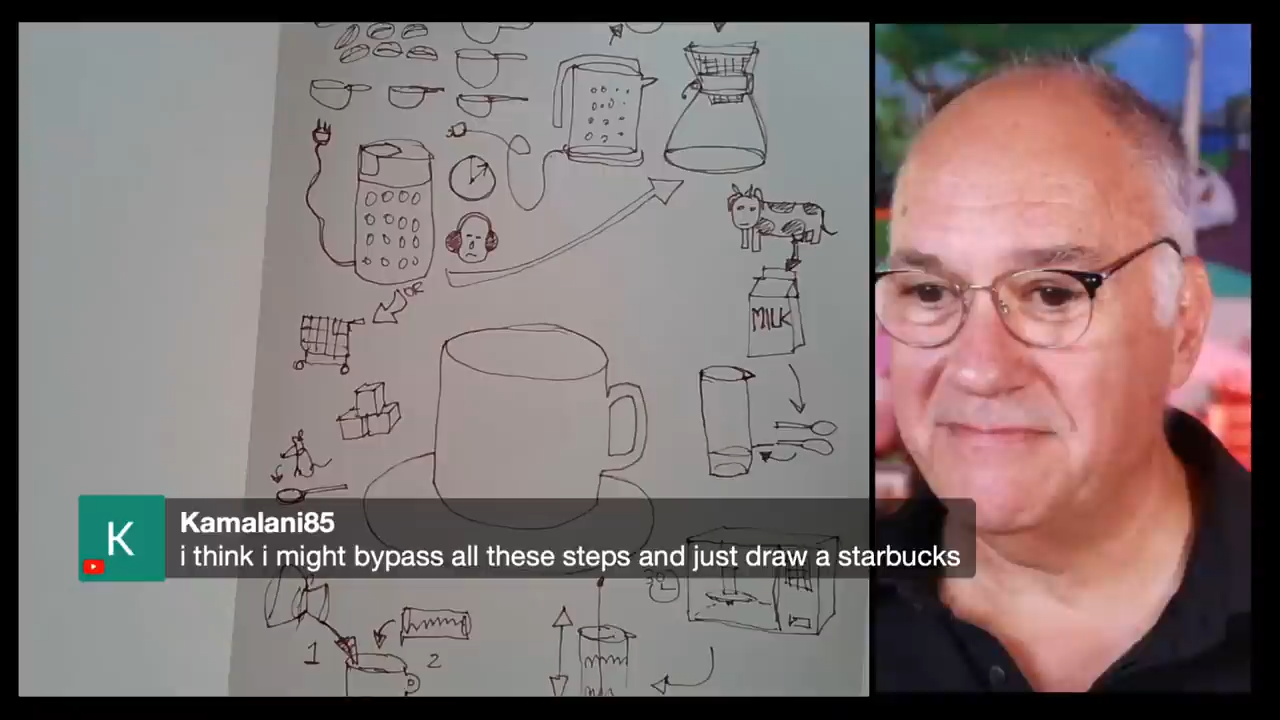 OR
MILK
K
Kamalani85
i think i might bypass all these steps and just draw a starbucks
1
2